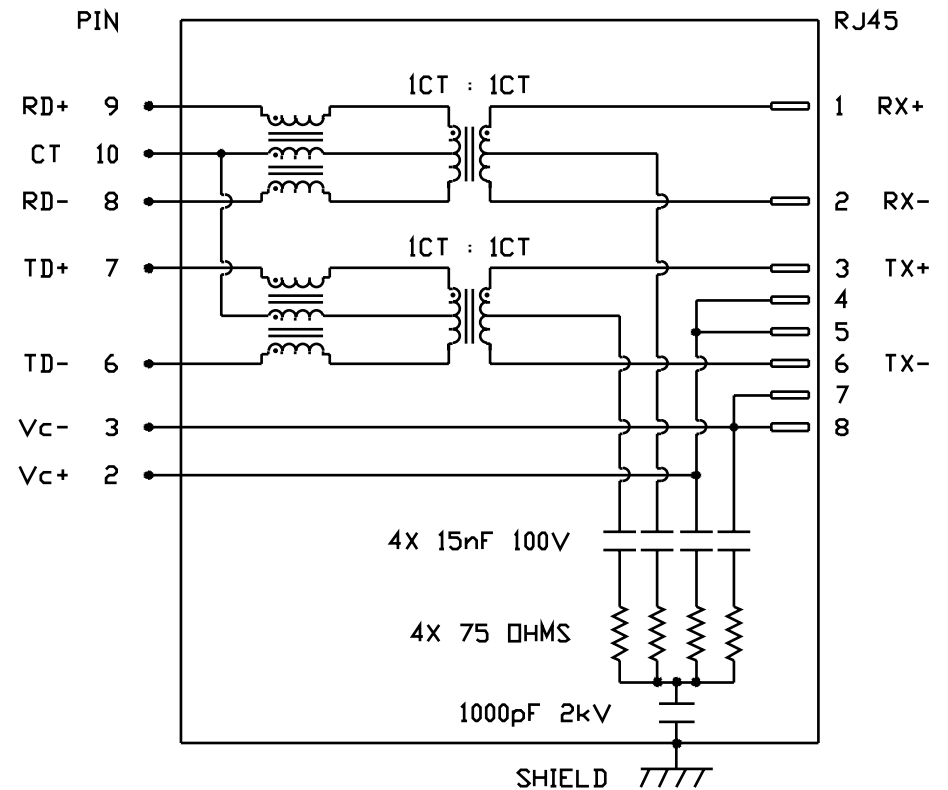 PIN RJ45
1CT : 1CT
RD+ 9 1 RX+
CT 10
RD- 8 2 RX-
1CT : 1CT
TD+ 7 3 TX+
4
5
TD- 6 6 TX-
7
Vc- 3 8
Vc+ 2
4X 15nF 100V
4X 75 OHMS
1000pF 2kV
SHIELD